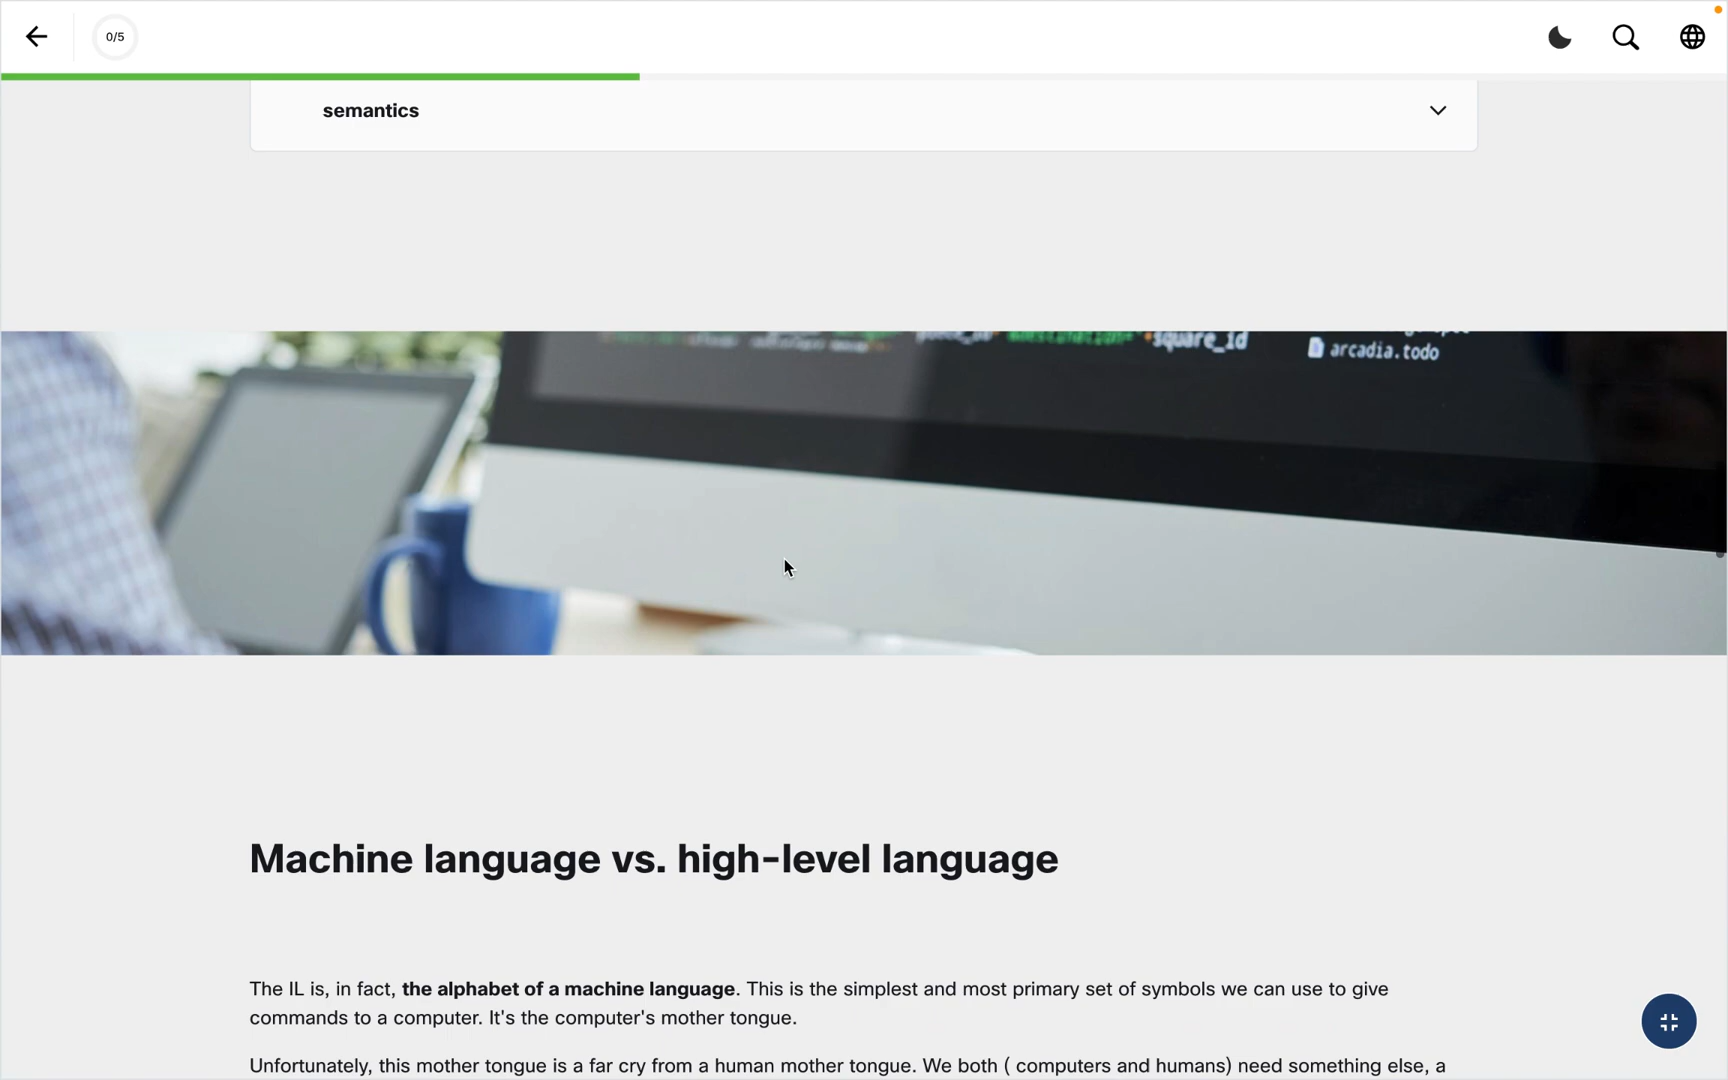 0/5
semantics
square_id
arcadia.todo
Machine language vs. high-level language
The IL is, in fact, the alphabet of a machine language. This is the simplest and most primary set of symbols we can use to give
commands to a computer. It's the computer's mother tongue.
Unfortunately, this mother tongue is a far cry from a human mother tongue. We both ( computers and humans) need something else, a